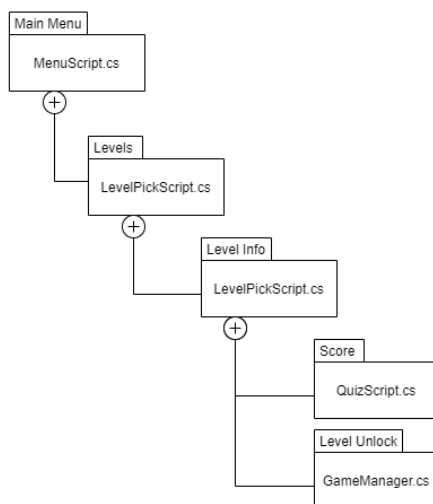 Main Menu
MenuScript.cs
Levels
LevelPickScript.cs
Level Info
LevelPickScript.cs
Score
QuizScript.cs
Level Unlock
GameManager.cs